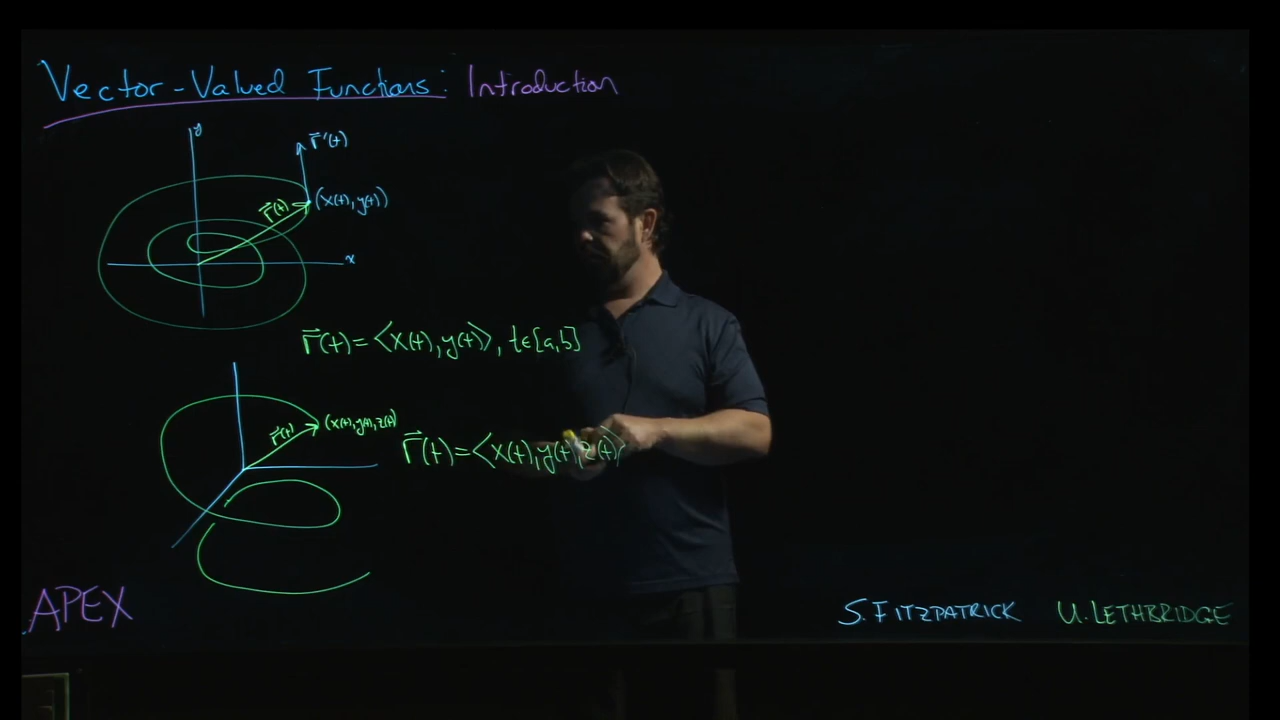 Vector-Valued Functions: Introduction
y
r⃗'(t)
r⃗(t)
(x(t), y(t))
x
r⃗(t) = ⟨x(t), y(t)⟩, t∈[a,b]
r⃗(t)
(x(t), y(t), z(t))
r⃗(t) = ⟨x(t), y(t), z(t)⟩
APEX
S. FITZPATRICK U. LETHBRIDGE